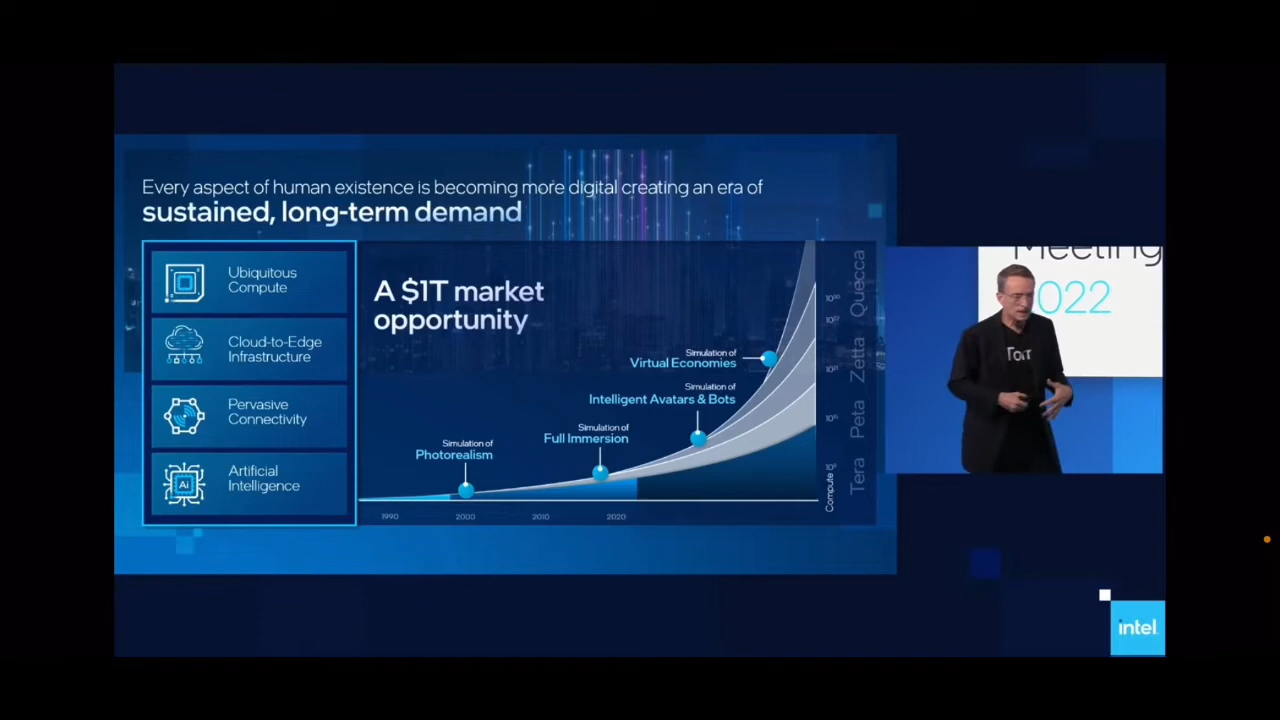 Every aspect of human existence is becoming more digital creating an era of
sustained, long-term demand
Ubiquitous
Compute
Cloud-to-Edge
Infrastructure
Pervasive
Connectivity
Ai
Artificial
Intelligence
A $1T market
opportunity
Simulation of
Photorealism
Simulation of
Full Immersion
Simulation of
Intelligent Avatars & Bots
Simulation of
Virtual Economies
1990
2000
2010
2020
Compute
Tera
Peta
Zetta
Quecca
Meeting
2022
intel